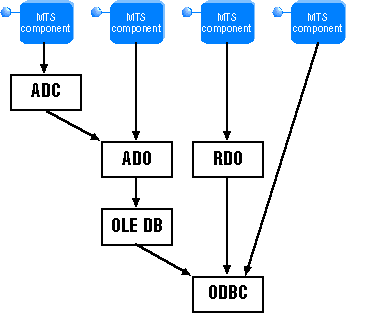 MTS
component
MTS
component
MTS
component
MTS
component
ADC
ADO
RDO
OLE DB
ODBC